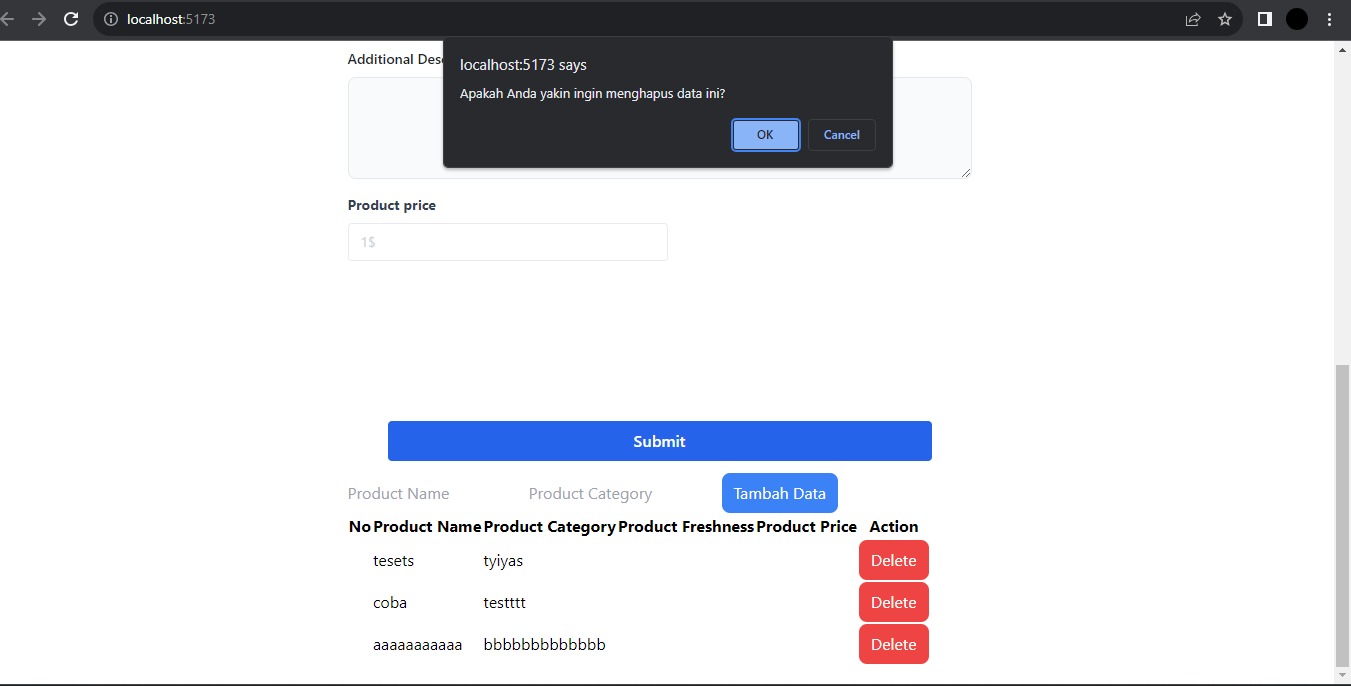 localhost:5173
Additional Des
localhost:5173 says
Apakah Anda yakin ingin menghapus data ini?
OK Cancel
Product price
1$
Submit
Product Name Product Category Tambah Data
No Product Name Product Category Product Freshness Product Price Action
tesets tyiyas Delete
coba testttt Delete
aaaaaaaaaaa bbbbbbbbbbbbb Delete